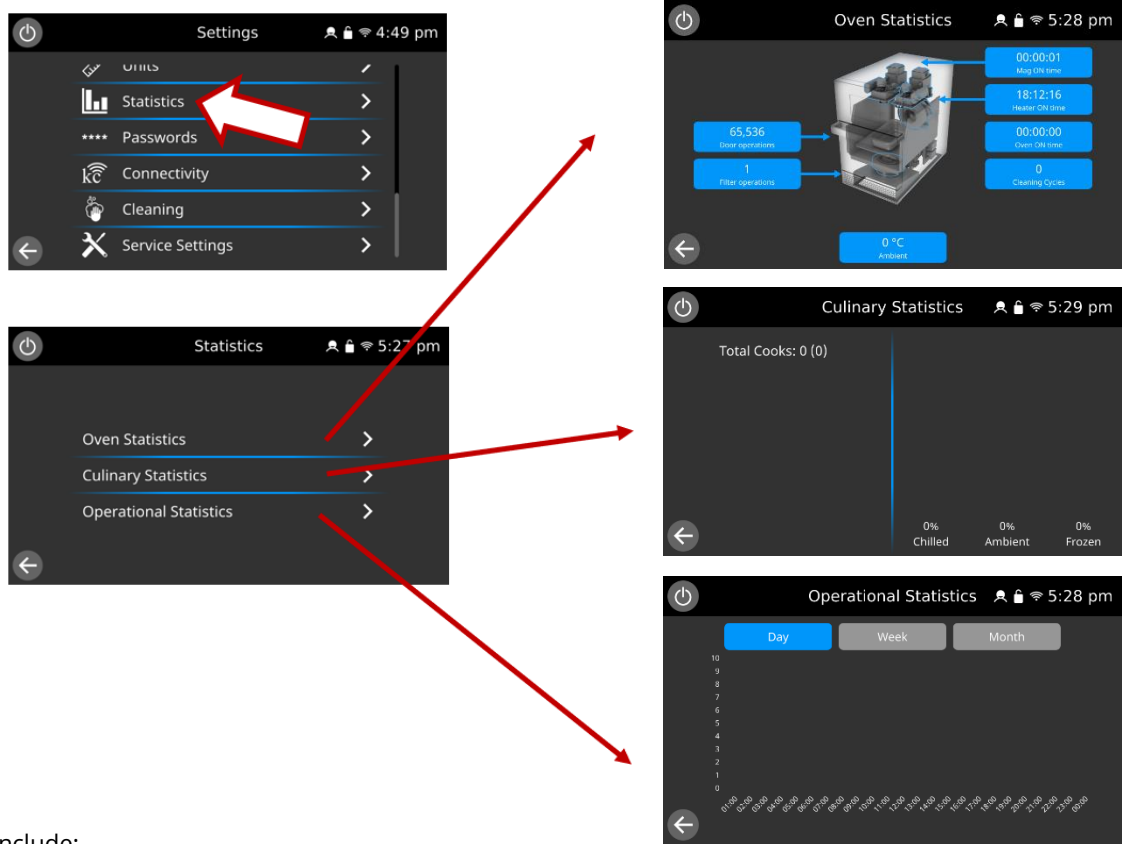 Settings 4:49 pm
Units
Statistics
**** Passwords
kc Connectivity
Cleaning
Service Settings
Statistics 5:27 pm
Oven Statistics
Culinary Statistics
Operational Statistics
Oven Statistics 5:28 pm
00:00:01
Mag ON time
18:12:16
Heater ON time
65,536
Door operations
00:00:00
Oven ON time
1
Filter operations
0
Cleaning Cycles
0 °C
Ambient
Culinary Statistics 5:29 pm
Total Cooks: 0 (0)
0% 0% 0%
Chilled Ambient Frozen
Operational Statistics 5:28 pm
Day Week Month
10
9
8
7
6
5
4
3
2
1
0
01:00 02:00 03:00 04:00 05:00 06:00 07:00 08:00 09:00 10:00 11:00 12:00 13:00 14:00 15:00 16:00 17:00 18:00 19:00 20:00 21:00 22:00 23:00 00:00
nclude: